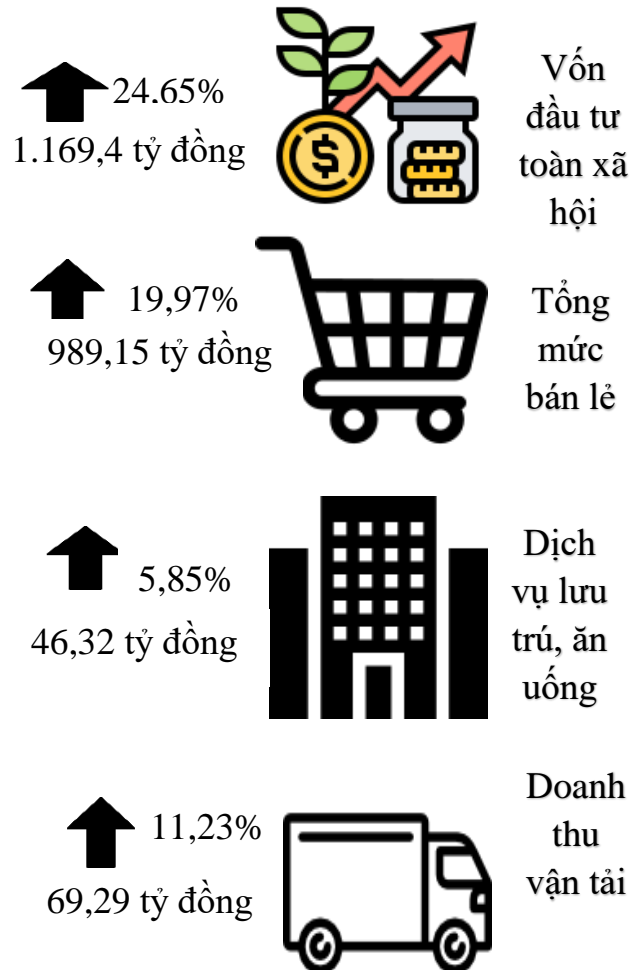 24.65%
1.169,4 tỷ đồng
Vốn
đầu tư
toàn xã
hội
19,97%
989,15 tỷ đồng
Tổng
mức
bán lẻ
5,85%
46,32 tỷ đồng
Dịch
vụ lưu
trú, ăn
uống
11,23%
69,29 tỷ đồng
Doanh
thu
vận tải